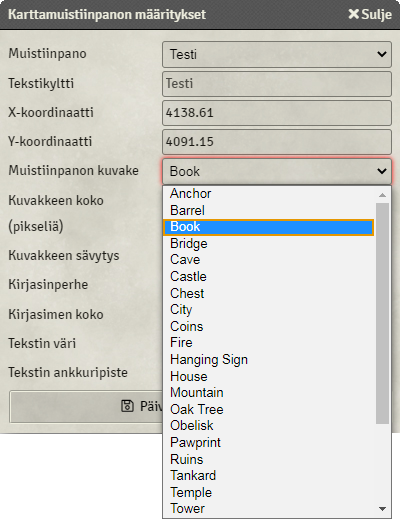 Karttamuistiinpanon määritykset
Sulje
Muistiinpano
Testi
Tekstikyltti
Testi
X-koordinaatti
4138.61
Y-koordinaatti
4091.15
Muistiinpanon kuvake
Book
Kuvakkeen koko
(pikseliä)
Kuvakkeen sävytys
Kirjasinperhe
Kirjasimen koko
Tekstin väri
Tekstin ankkuripiste
Päiv
Anchor
Barrel
Book
Bridge
Cave
Castle
Chest
City
Coins
Fire
Hanging Sign
House
Mountain
Oak Tree
Obelisk
Pawprint
Ruins
Tankard
Temple
Tower